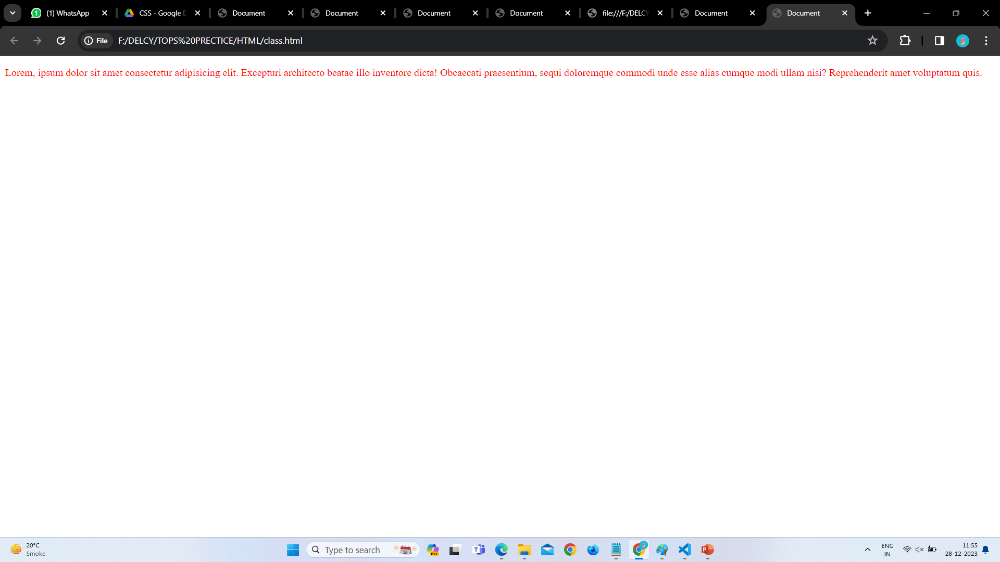 (1) WhatsApp
CSS - Google D
Document
Document
Document
Document
file:///F:/DELCY
Document
Document
File
F:/DELCY/TOPS%20PRECTICE/HTML/class.html
Lorem, ipsum dolor sit amet consectetur adipisicing elit. Excepturi architecto beatae illo inventore dicta! Obcaecati praesentium, sequi doloremque commodi unde esse alias cumque modi ullam nisi? Reprehenderit amet voluptatum quis.
20°C
Smoke
Type to search
PRE
ENG
IN
11:55
28-12-2023